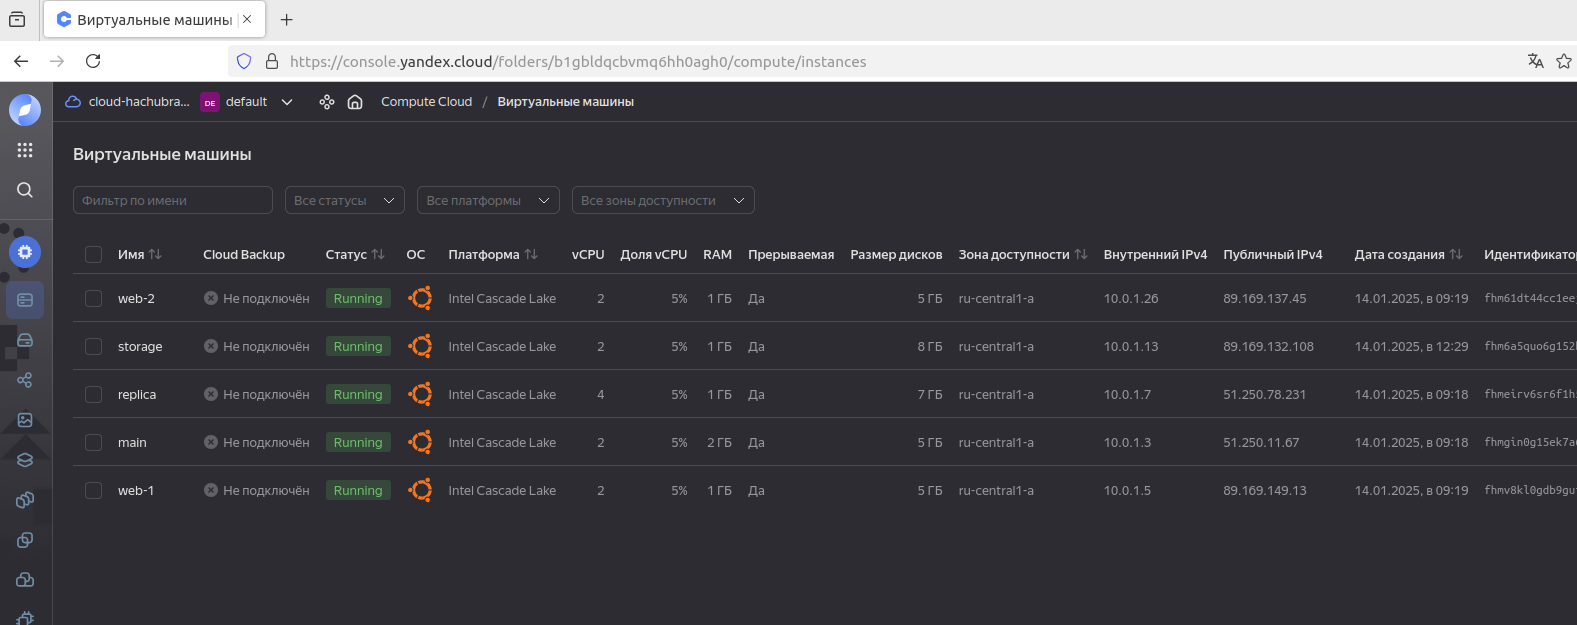 Виртуальные машины
https://console.yandex.cloud/folders/b1gbldqcbvmq6hh0agh0/compute/instances
cloud-hachubra... DE default Compute Cloud / Виртуальные машины
Виртуальные машины
Фильтр по имени Все статусы Все платформы Все зоны доступности
Имя Cloud Backup Статус ОС Платформа vCPU Доля vCPU RAM Прерываемая Размер дисков Зона доступности Внутренний IPv4 Публичный IPv4 Дата создания Идентификатор
web-2 Не подключён Running Intel Cascade Lake 2 5% 1 ГБ Да 5 ГБ ru-central1-a 10.0.1.26 89.169.137.45 14.01.2025, в 09:19 fhm61dt44cc1ee
storage Не подключён Running Intel Cascade Lake 2 5% 1 ГБ Да 8 ГБ ru-central1-a 10.0.1.13 89.169.132.108 14.01.2025, в 12:29 fhm6a5quo6g152
replica Не подключён Running Intel Cascade Lake 4 5% 1 ГБ Да 7 ГБ ru-central1-a 10.0.1.7 51.250.78.231 14.01.2025, в 09:18 fhmeirv6sr6f1h
main Не подключён Running Intel Cascade Lake 2 5% 2 ГБ Да 5 ГБ ru-central1-a 10.0.1.3 51.250.11.67 14.01.2025, в 09:18 fhmgin0g15ek7a
web-1 Не подключён Running Intel Cascade Lake 2 5% 1 ГБ Да 5 ГБ ru-central1-a 10.0.1.5 89.169.149.13 14.01.2025, в 09:19 fhmv8kl0gdb9gu